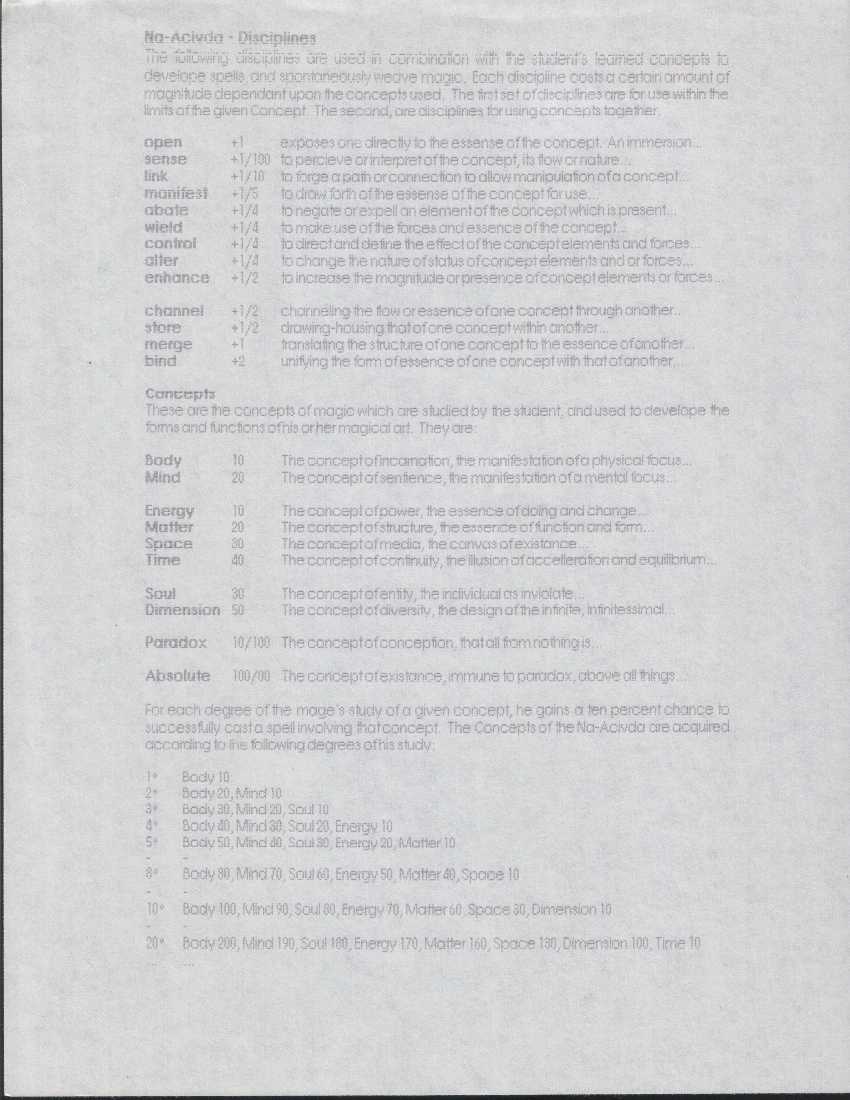 Na-Acivda - Disciplines
The following disciplines are used in combination with the student's learned concepts to
develope spells and spontaneously weave magic. Each discipline costs a certain amount of
magnitude dependant upon the concepts used. The first set of disciplines are for use within the
limits of the given Concept. The second, are disciplines for using concepts together.
open +1 exposes one directly to the essense of the concept. An immersion...
sense +1/100 to percieve or interpret of the concept, its flow or nature...
link +1/10 to forge a path or connection to allow manipulation of a concept...
manifest +1/5 to draw forth of the essense of the concept for use...
abate +1/4 to negate or expell an element of the concept which is present...
wield +1/4 to make use of the forces and essence of the concept...
control +1/4 to direct and define the effect of the concept elements and forces...
alter +1/4 to change the nature of status of concept elements and or forces...
enhance +1/2 to increase the magnitude or presence of concept elements or forces...
channel +1/2 channeling the flow or essence of one concept through another..
store +1/2 drawing-housing that of one concept within another...
merge +1 translating the structure of one concept to the essence of another...
bind +2 unifying the form of essence of one concept with that of another...
Concepts
These are the concepts of magic which are studied by the student, and used to develope the
forms and functions of his or her magical art. They are:
Body 10 The concept of incarnation, the manifestation of a physical focus...
Mind 20 The concept of sentience, the manifestation of a mental focus...
Energy 10 The concept of power, the essence of doing and change...
Matter 20 The concept of structure, the essence of function and form...
Space 30 The concept of media, the canvas of existance...
Time 40 The concept of continuity, the illusion of accelleration and equilibrium...
Soul 30 The concept of entity, the individual as inviolate...
Dimension 50 The concept of diversity, the design of the infinite, infinitessimal...
Paradox 10/100 The concept of conception, that all from nothing is...
Absolute 100/00 The concept of existance, immune to paradox, above all things...
For each degree of the mage's study of a given concept, he gains a ten percent chance to
successfully cast a spell involving that concept. The Concepts of the Na-Acivda are acquired
according to the following degrees of his study:
1° Body 10
2° Body 20, Mind 10
3° Body 30, Mind 20, Soul 10
4° Body 40, Mind 30, Soul 20, Energy 10
5° Body 50, Mind 40, Soul 30, Energy 20, Matter 10
- -
8° Body 80, Mind 70, Soul 60, Energy 50, Matter 40, Space 10
- -
10° Body 100, Mind 90, Soul 80, Energy 70, Matter 60, Space 30, Dimension 10
- -
20° Body 200, Mind 190, Soul 180, Energy 170, Matter 160, Space 130, Dimension 100, Time 10
... ...